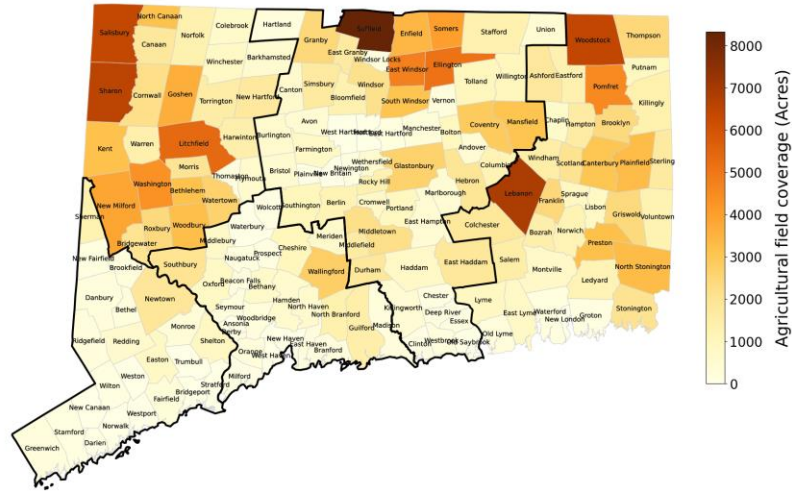 Salisbury
North Canaan
Canaan
Norfolk
Colebrook
Hartland
Suffield
Granby
East Granby
Enfield
Somers
Stafford
Union
Woodstock
Thompson
Winchester
Barkhamsted
Windsor Locks
East Windsor
Ellington
Putnam
Sharon
Cornwall
Goshen
Torrington
New Hartford
Canton
Simsbury
Bloomfield
Windsor
South Windsor
Vernon
Tolland
Willington
Ashford
Eastford
Pomfret
Killingly
Kent
Warren
Litchfield
Harwinton
Burlington
Avon
West Hartford
East Hartford
Manchester
Bolton
Coventry
Mansfield
Chaplin
Hampton
Brooklyn
Morris
Thomaston
Plymouth
Bristol
Farmington
Plainville
New Britain
Newington
Wethersfield
Rocky Hill
Glastonbury
Andover
Columbia
Windham
Scotland
Canterbury
Plainfield
Sterling
New Milford
Washington
Bethlehem
Watertown
Wolcott
Southington
Berlin
Cromwell
Marlborough
Hebron
Lebanon
Franklin
Sprague
Lisbon
Griswold
Voluntown
Sherman
Roxbury
Woodbury
Waterbury
Meriden
Middletown
Portland
East Hampton
Colchester
Bozrah
Norwich
Preston
Bridgewater
Middlebury
Middlefield
New Fairfield
Brookfield
Southbury
Naugatuck
Prospect
Cheshire
Wallingford
Durham
Haddam
East Haddam
Salem
Montville
Ledyard
North Stonington
Danbury
Bethel
Newtown
Oxford
Beacon Falls
Bethany
Seymour
Hamden
North Haven
North Branford
Guilford
Madison
Killingworth
Chester
Deep River
Essex
Lyme
East Lyme
Waterford
New London
Groton
Stonington
Ridgefield
Redding
Monroe
Shelton
Ansonia
Derby
Woodbridge
Orange
New Haven
West Haven
East Haven
Branford
Clinton
Westbrook
Old Saybrook
Old Lyme
Easton
Trumbull
Weston
Wilton
Stratford
Milford
Bridgeport
Fairfield
New Canaan
Westport
Stamford
Norwalk
Darien
Greenwich
8000
7000
6000
5000
4000
3000
2000
1000
0
Agricultural field coverage (Acres)